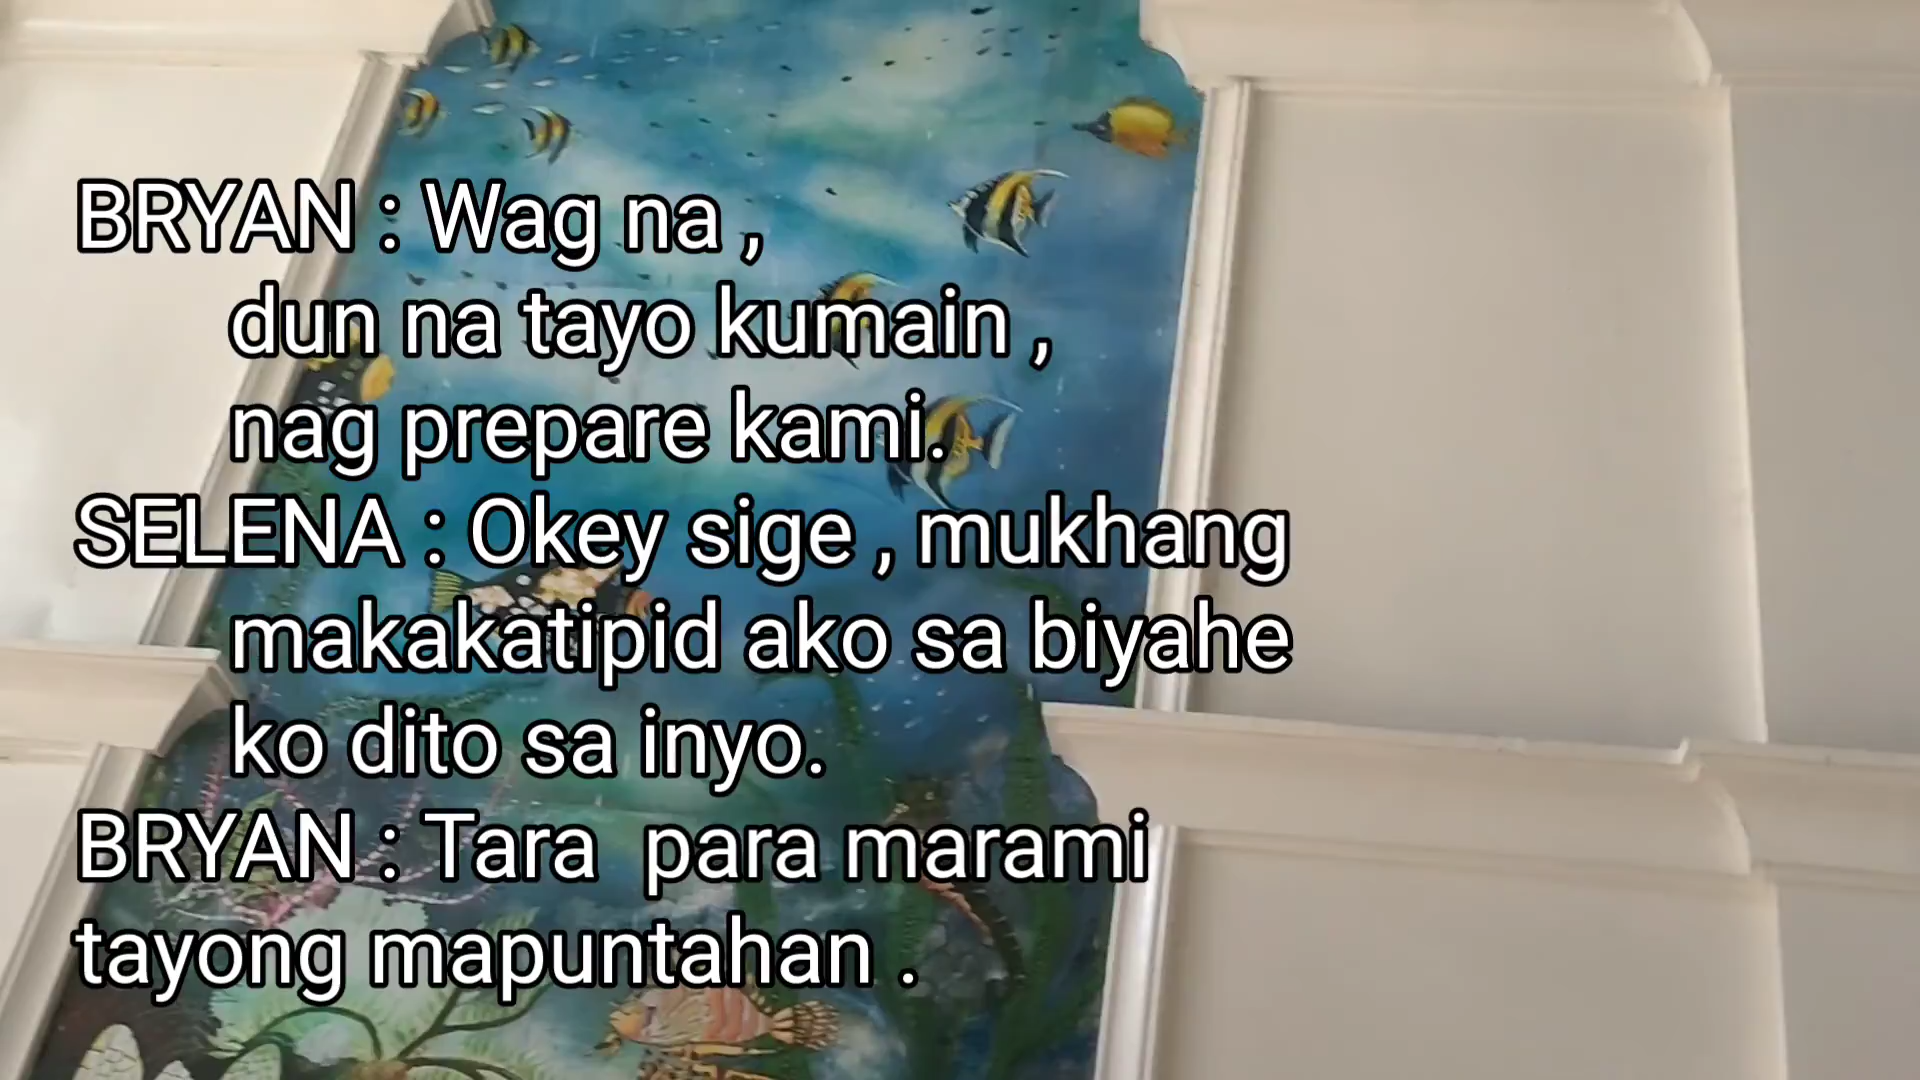 BRYAN : Wag na ,
dun na tayo kumain ,
nag prepare kami.
SELENA : Okey sige , mukhang
makakatipid ako sa biyahe
ko dito sa inyo.
BRYAN : Tara  para marami
tayong mapuntahan .